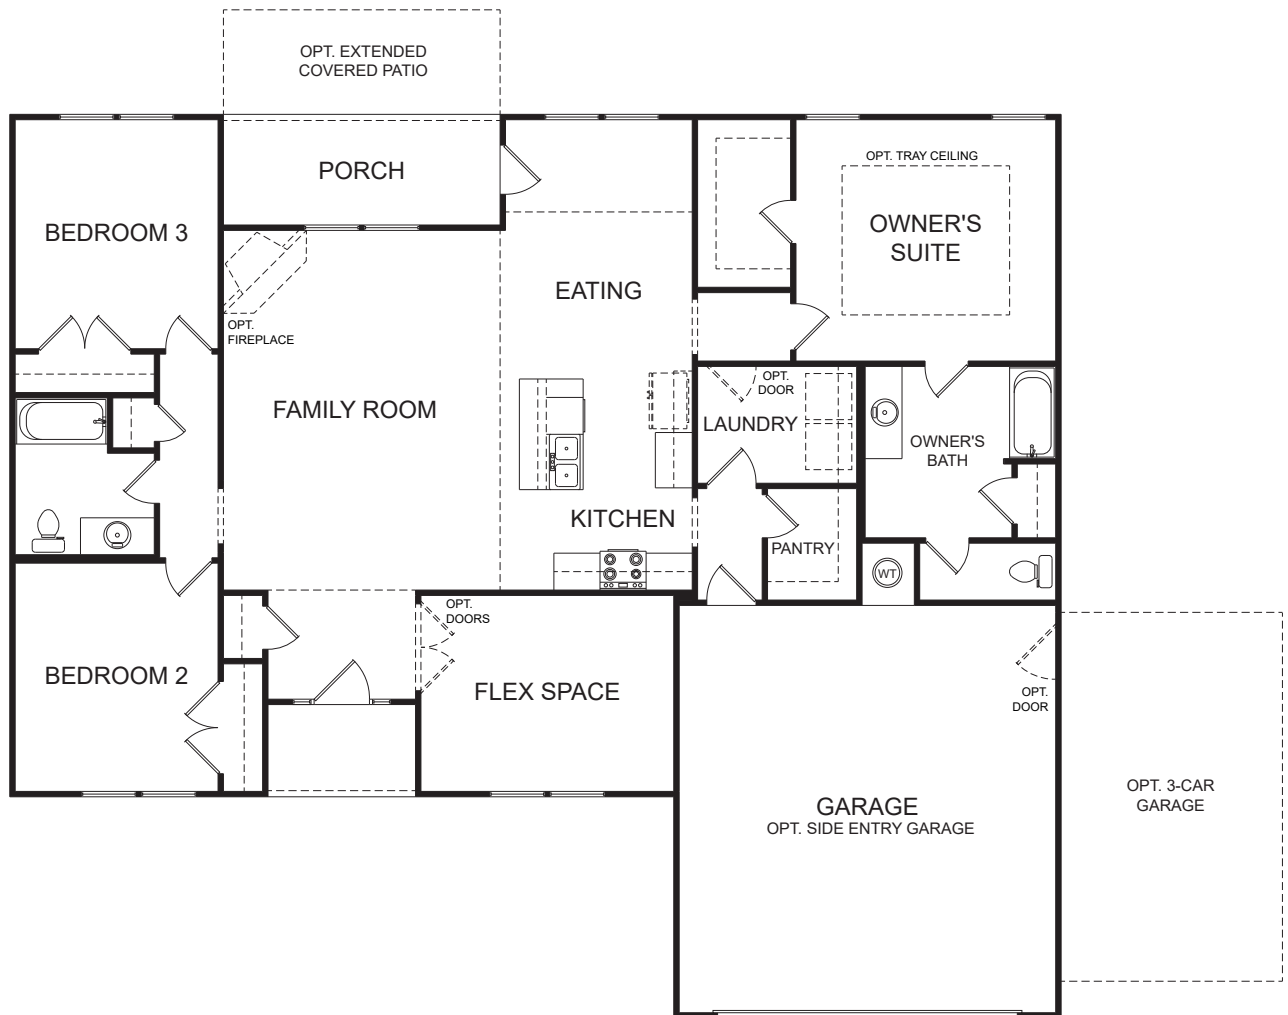 OPT. EXTENDED
COVERED PATIO
PORCH
OPT. TRAY CEILING
BEDROOM 3
OWNER'S
SUITE
EATING
OPT.
FIREPLACE
OPT.
DOOR
FAMILY ROOM
LAUNDRY
OWNER'S
BATH
KITCHEN
PANTRY
WT
OPT.
DOORS
BEDROOM 2
FLEX SPACE
OPT.
DOOR
GARAGE
OPT. SIDE ENTRY GARAGE
OPT. 3-CAR
GARAGE